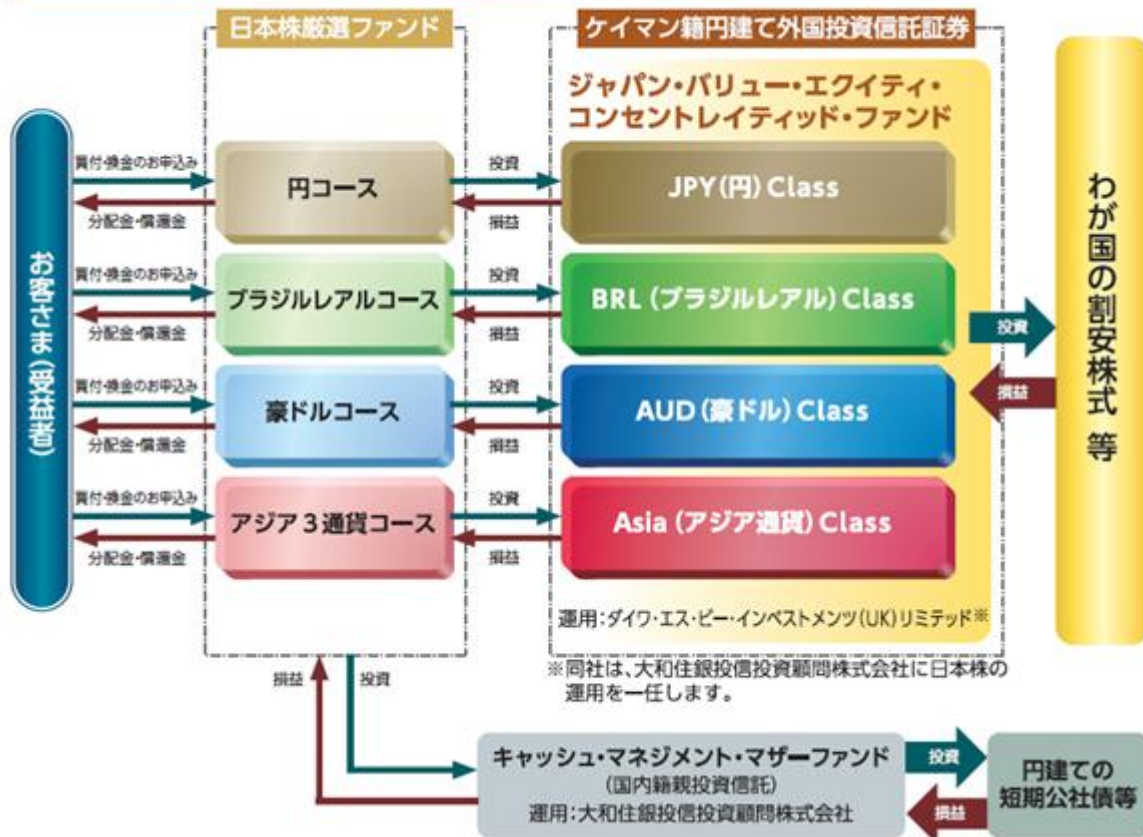 日本株厳選ファンド
ケイマン籍円建て外国投資信託証券
ジャパン・バリュー・エクイティ・
コンセントレイティッド・ファンド
お客さま(受益者)
買付・換金のお申込み
分配金・償還金
円コース
投資
損益
JPY(円)Class
買付・換金のお申込み
分配金・償還金
ブラジルレアルコース
投資
損益
BRL(ブラジルレアル)Class
買付・換金のお申込み
分配金・償還金
豪ドルコース
投資
損益
AUD(豪ドル)Class
買付・換金のお申込み
分配金・償還金
アジア3通貨コース
投資
損益
Asia(アジア通貨)Class
投資
損益
わが国の割安株式 等
運用:ダイワ・エス・ビー・インベストメンツ(UK)リミテッド※
※同社は、大和住銀投信投資顧問株式会社に日本株の
運用を一任します。
損益
投資
キャッシュ・マネジメント・マザーファンド
(国内籍親投資信託)
運用:大和住銀投信投資顧問株式会社
投資
損益
円建ての
短期公社債等